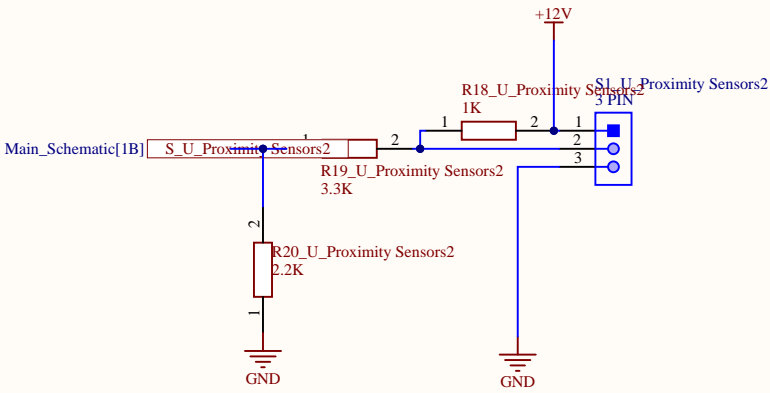 +12V
S1_U_Proximity Sensors2
R18_U_Proximity Sensors2
3 PIN
1K
1
2
1
2
3
Main_Schematic[1B]
S_U_Proximity Sensors2
1
2
R19_U_Proximity Sensors2
3.3K
2
R20_U_Proximity Sensors2
2.2K
1
GND
GND